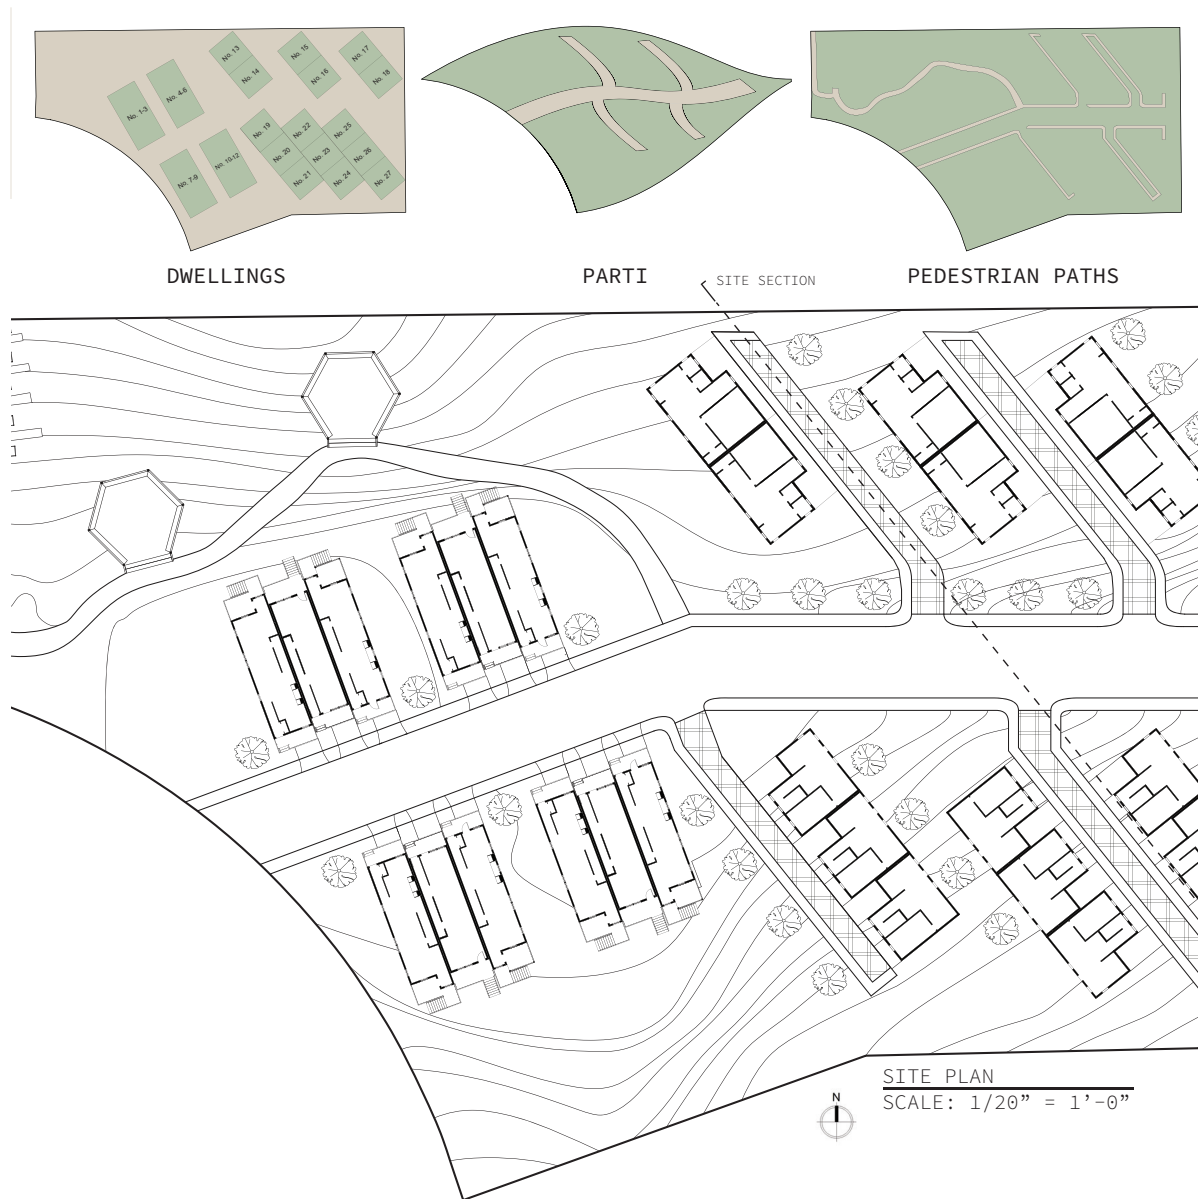 No. 13
No. 14
No. 15
No. 16
No. 17
No. 18
No. 1-3
No. 4-6
No. 7-9
No. 10-12
No. 19
No. 20
No. 21
No. 22
No. 23
No. 24
No. 25
No. 26
No. 27
DWELLINGS
PARTI
PEDESTRIAN PATHS
SITE SECTION
SITE PLAN
SCALE: 1/20” = 1’-0”
N